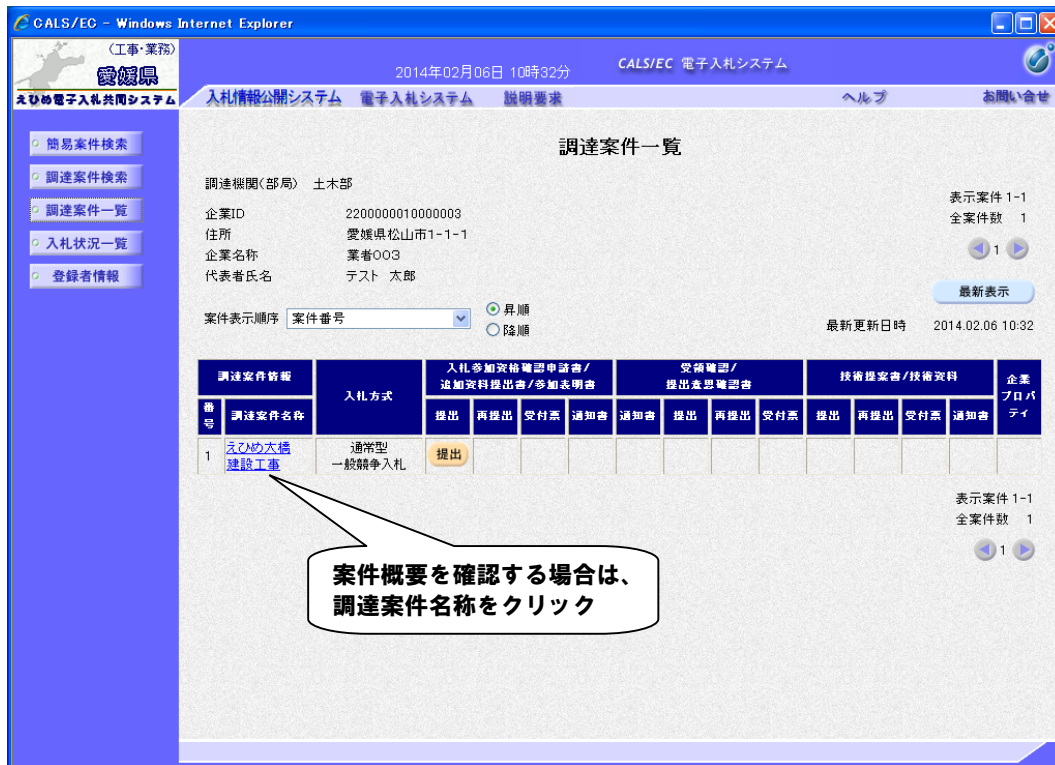 CALS/EC - Windows Internet Explorer
(工事・業務)
愛媛県
えひめ電子入札共同システム
2014年02月06日 10時32分
CALS/EC 電子入札システム
入札情報公開システム 電子入札システム 説明要求 ヘルプ お問い合せ
簡易案件検索
調達案件検索
調達案件一覧
入札状況一覧
登録者情報
調達案件一覧
調達機関(部局) 土木部
企業ID 2200000010000003
住所 愛媛県松山市1-1-1
企業名称 業者003
代表者氏名 テスト 太郎
表示案件 1-1
全案件数 1
1
最新表示
案件表示順序 案件番号
昇順
降順
最新更新日時 2014.02.06 10:32
調達案件情報 入札方式 入札参加資格確認申請書/追加資料提出書/参加表明書 受領確認/提出意思確認書 技術提案書/技術資料 企業プロパティ
番号 調達案件名称 提出 再提出 受付票 通知書 通知書 提出 再提出 受付票 提出 再提出 受付票 通知書
1 えひめ大橋建設工事 通常型一般競争入札 提出
表示案件 1-1
全案件数 1
1
案件概要を確認する場合は、
調達案件名称をクリック